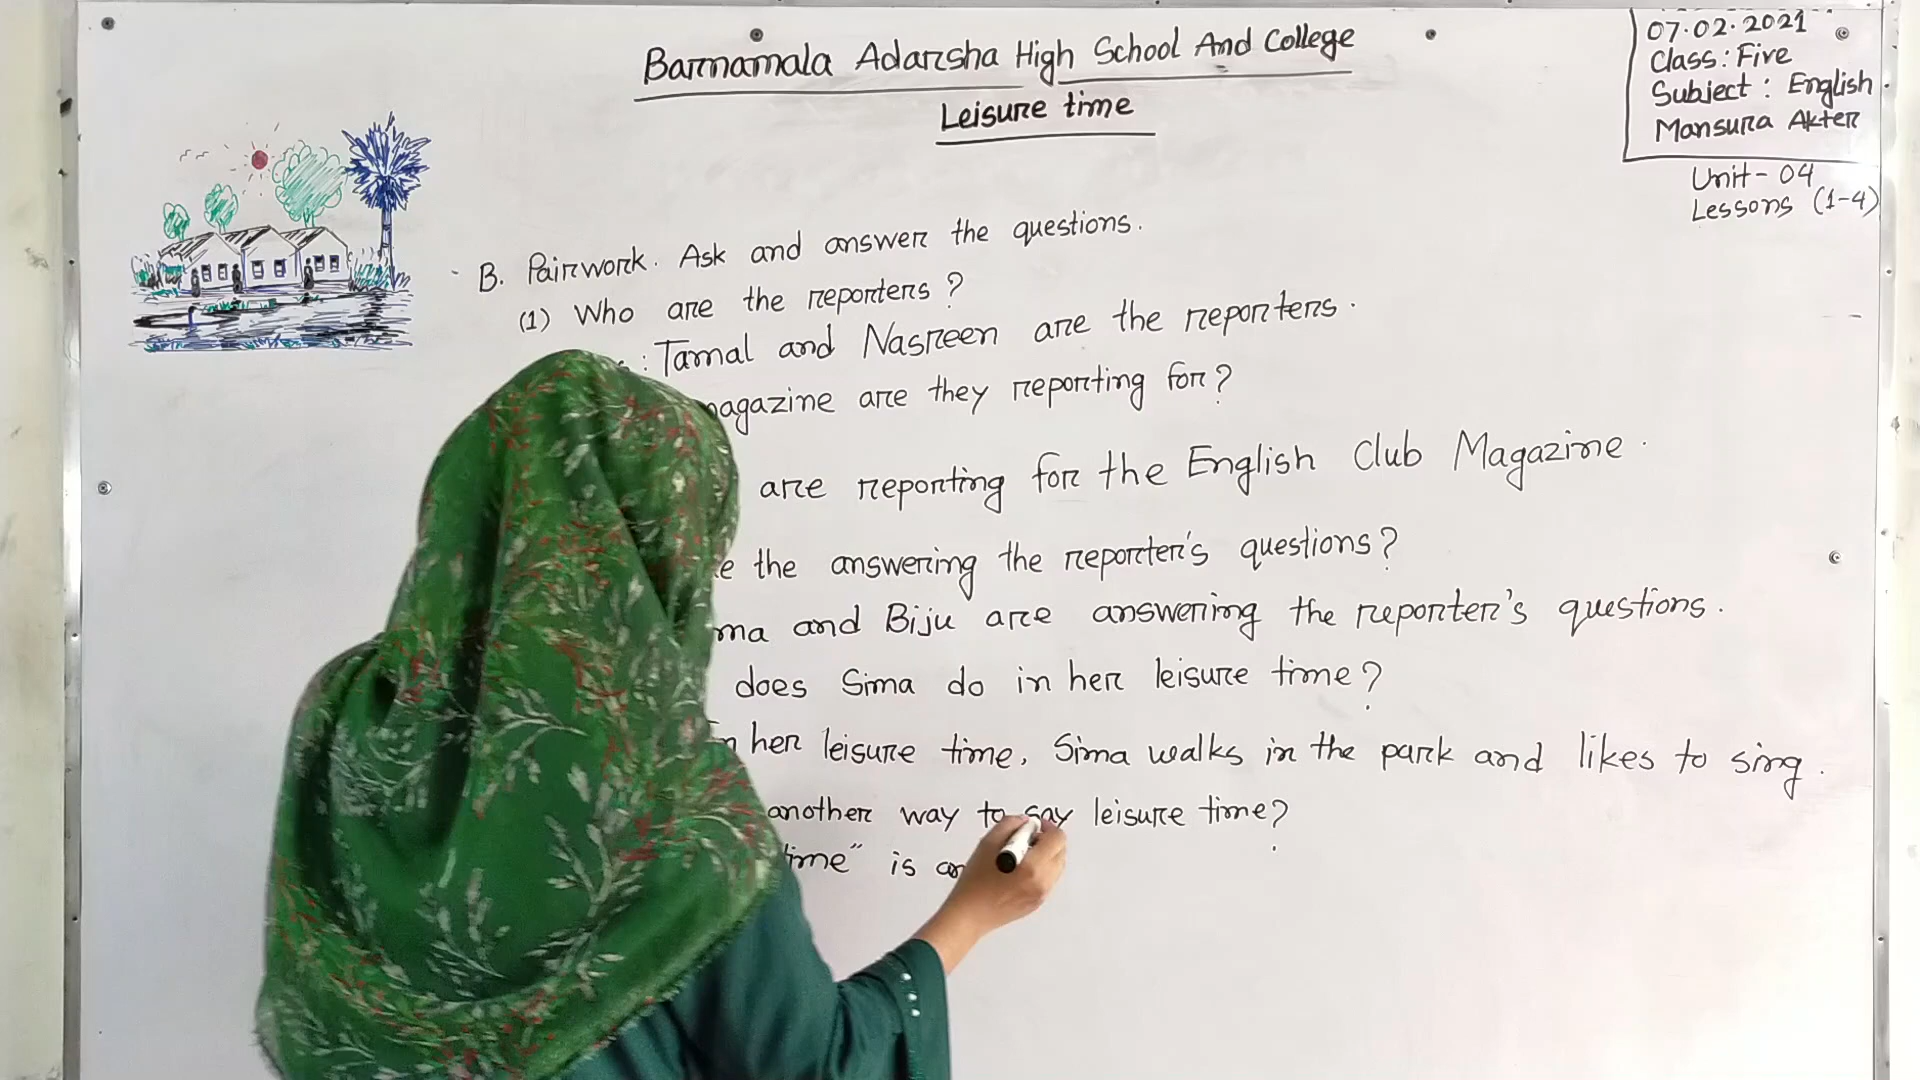 Barnamala Adarsha High School And College
Leisure time
07.02.2021
Class: Five
Subject: English
Mansura Akter
Unit- 04
Lessons (1-4)
B. Pairwork. Ask and answer the questions.
(1) Who are the reporters?
: Tamal and Nasreen are the reporters.
magazine are they reporting for?
are reporting for the English Club Magazine.
the answering the reporter's questions?
and Biju are answering the reporter's questions.
does Sima do in her leisure time?
her leisure time, Sima walks in the park and likes to sing.
another way to say leisure time?
time" is